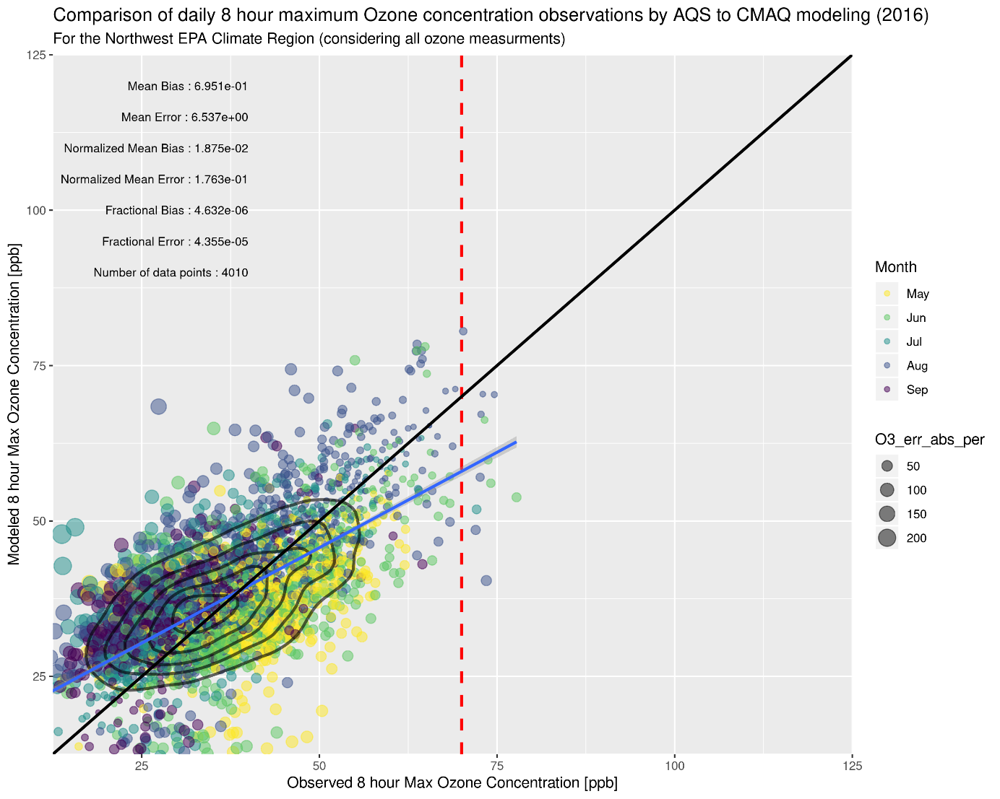 Comparison of daily 8 hour maximum Ozone concentration observations by AQS to CMAQ modeling (2016)
For the Northwest EPA Climate Region (considering all ozone measurments)
Modeled 8 hour Max Ozone Concentration [ppb]
125
100
75
50
25
Mean Bias : 6.951e-01
Mean Error : 6.537e+00
Normalized Mean Bias : 1.875e-02
Normalized Mean Error : 1.763e-01
Fractional Bias : 4.632e-06
Fractional Error : 4.355e-05
Number of data points : 4010
25
50
75
100
125
Observed 8 hour Max Ozone Concentration [ppb]
Month
May
Jun
Jul
Aug
Sep
O3_err_abs_per
50
100
150
200